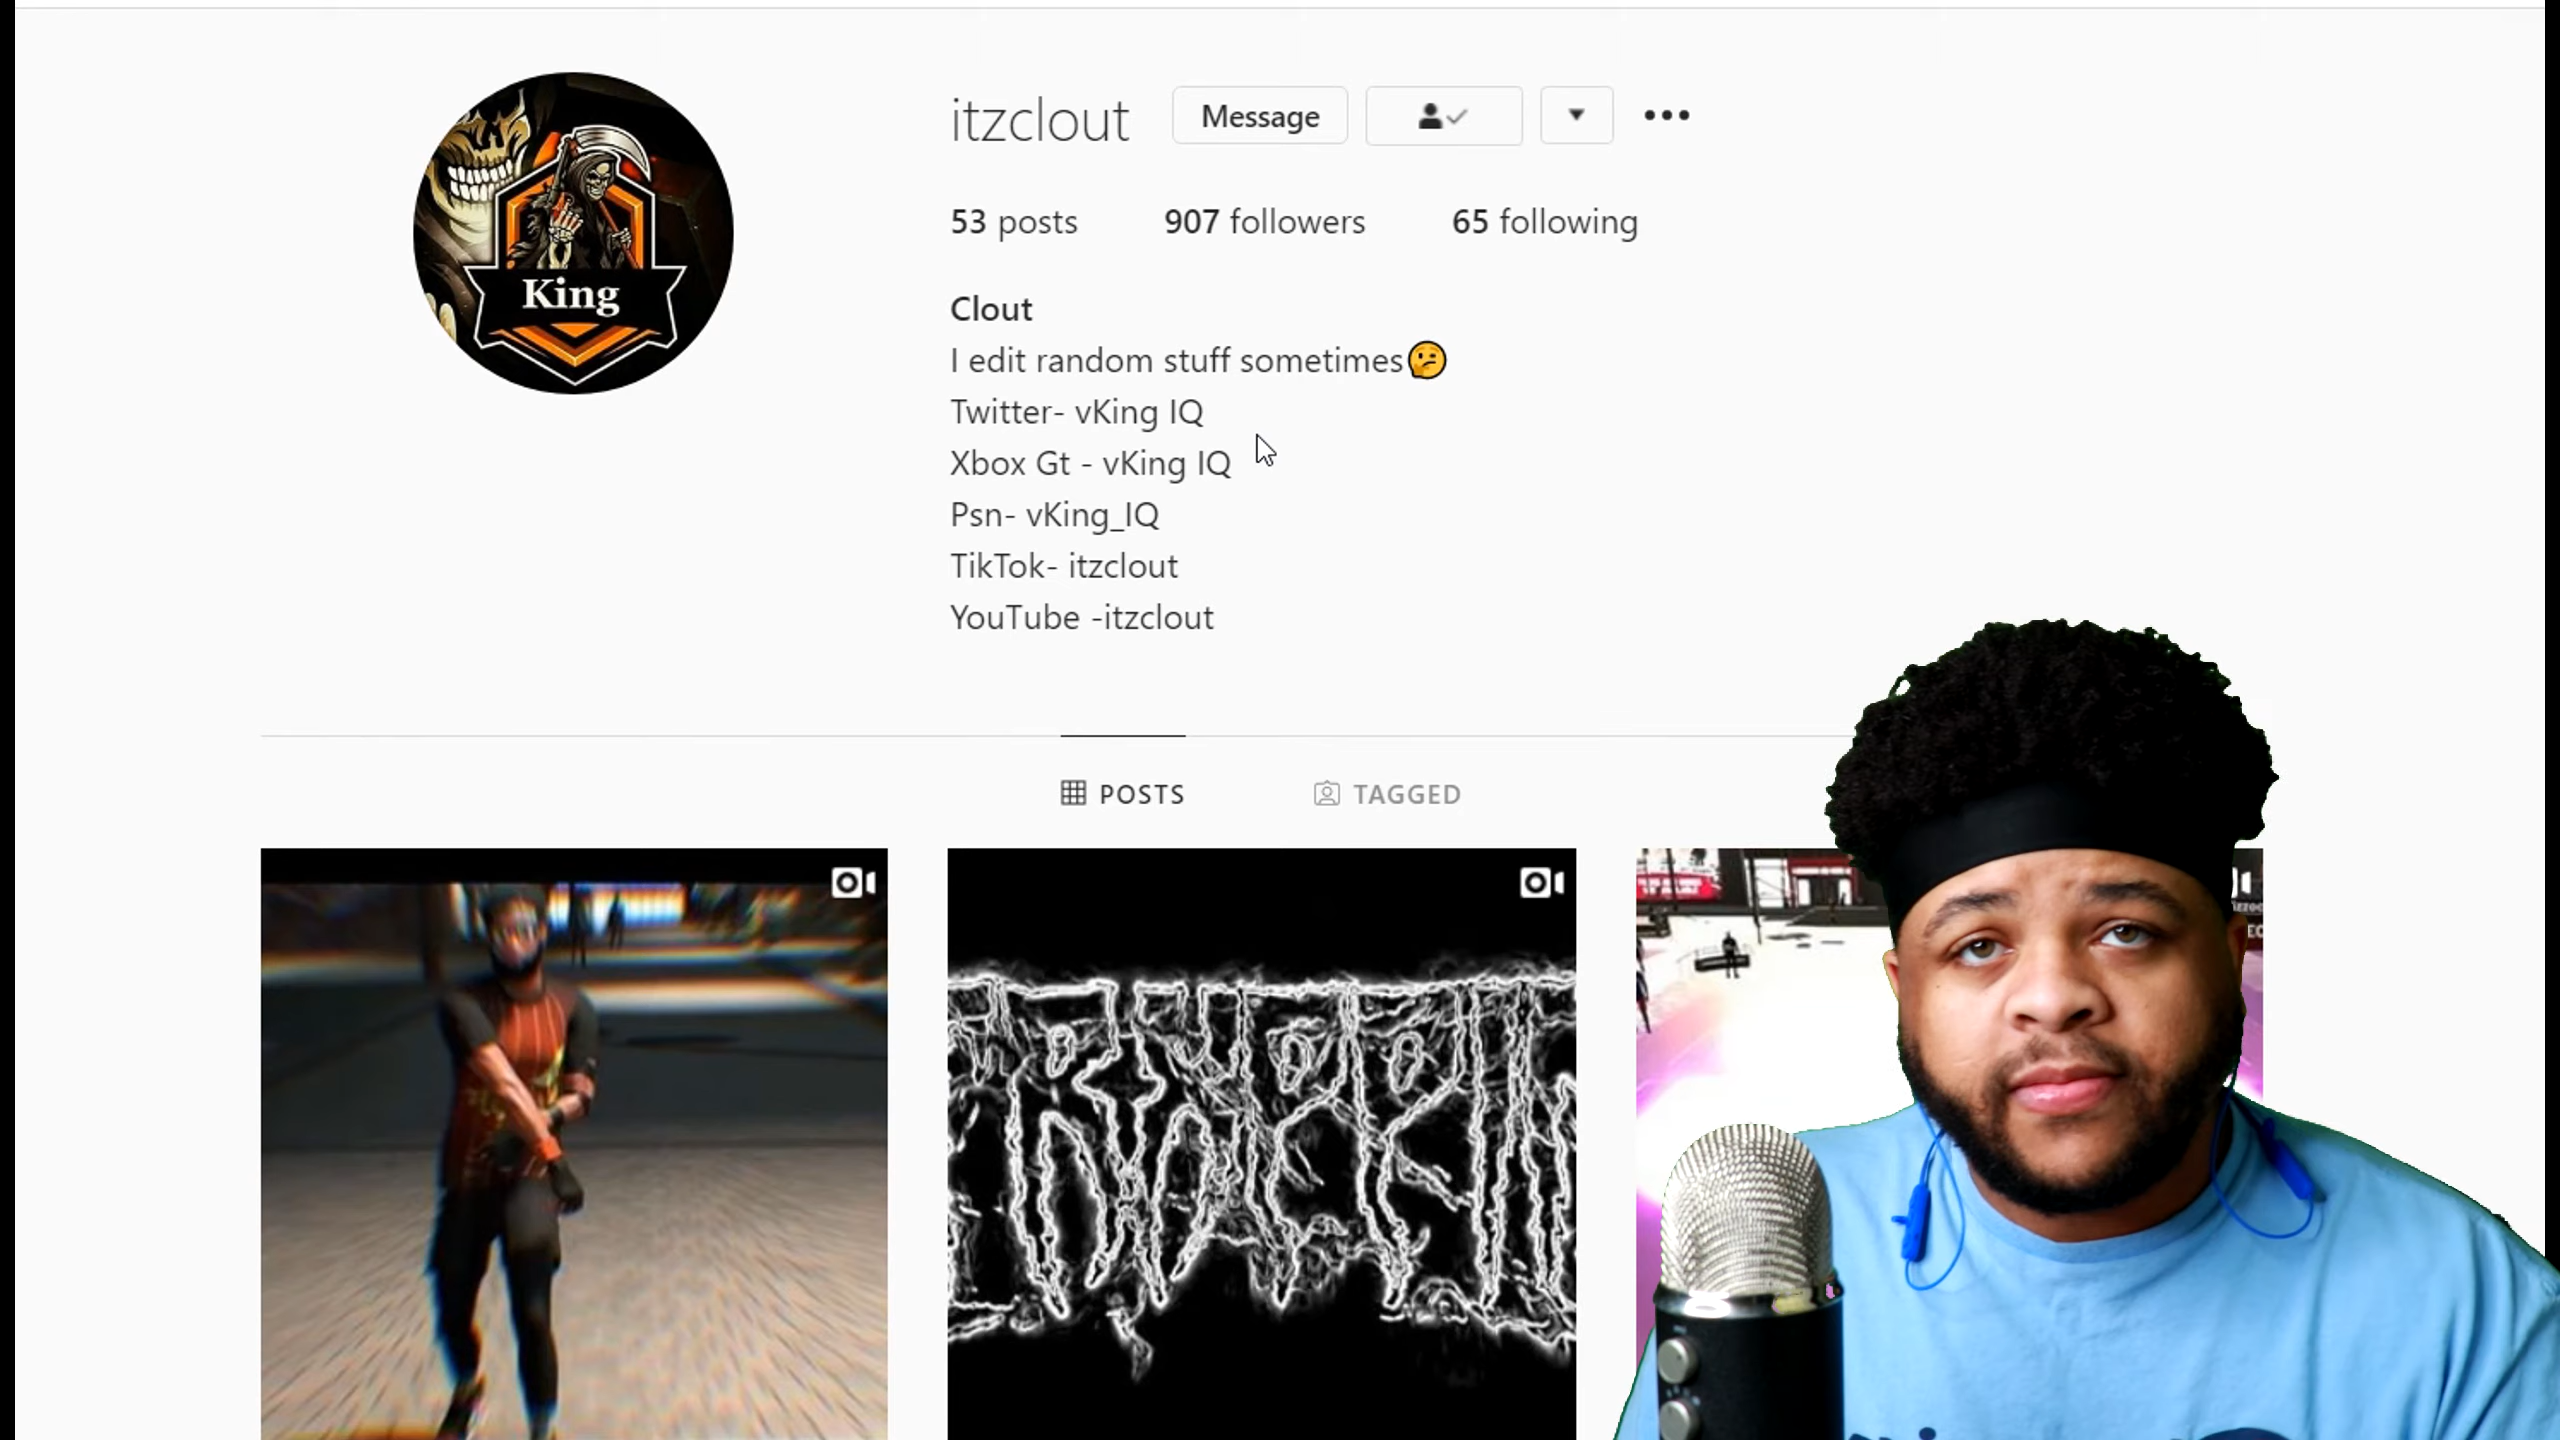 itzclout Message
53 posts 907 followers 65 following
King
Clout
I edit random stuff sometimes🤔
Twitter- vKing IQ
Xbox Gt - vKing IQ
Psn- vKing_IQ
TikTok- itzclout
YouTube -itzclout
POSTS TAGGED